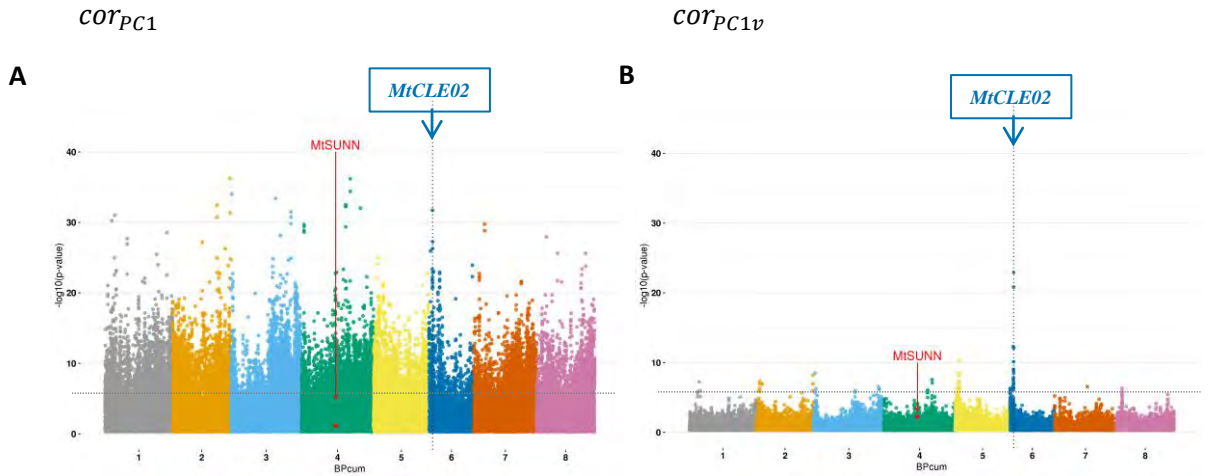 cor_PC1
cor_PC1v
A
MtCLE02
MtSUNN
40
30
20
10
0
-log10(p-value)
1 2 3 4 5 6 7 8
BPcum
B
MtCLE02
MtSUNN
40
30
20
10
0
-log10(p-value)
1 2 3 4 5 6 7 8
BPcum